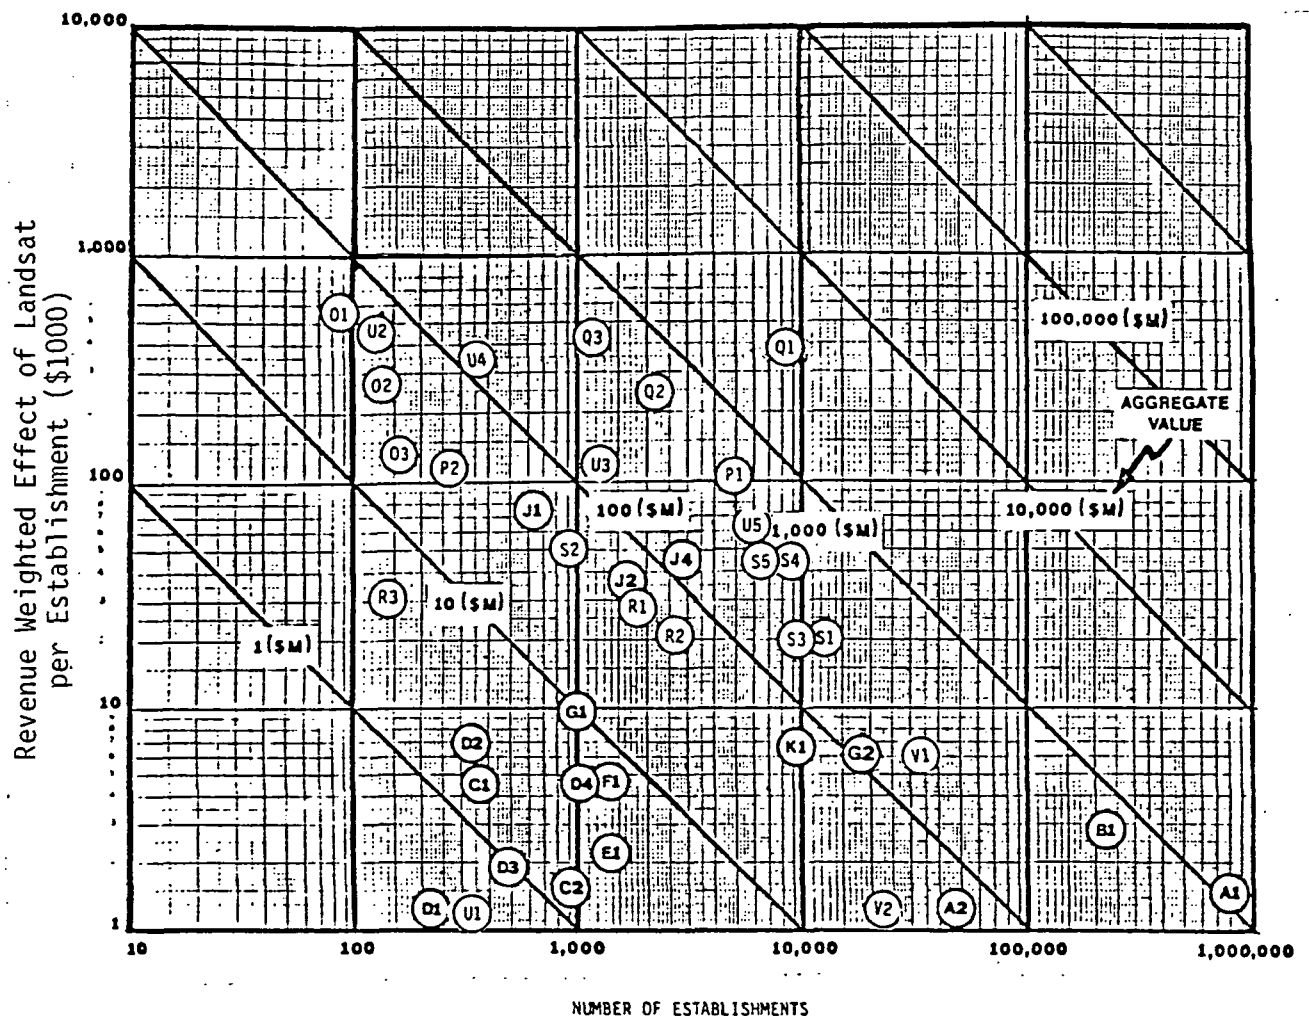 10,000
1,000
100
10
1
Revenue Weighted Effect of Landsat
per Establishment ($1000)
O1
U2
U4
Q3
Q1
O2
Q2
O3
P2
U3
P1
J1
U5
S2
J4
S5
S4
J2
R3
R1
R2
S3
S1
G1
D2
K1
G2
V1
C1
D4
F1
E1
B1
D3
C2
A1
D1
U1
V2
A2
100,000 ($M)
AGGREGATE
VALUE
10,000 ($M)
1,000 ($M)
100 ($M)
10 ($M)
1 ($M)
10
100
1,000
10,000
100,000
1,000,000
NUMBER OF ESTABLISHMENTS